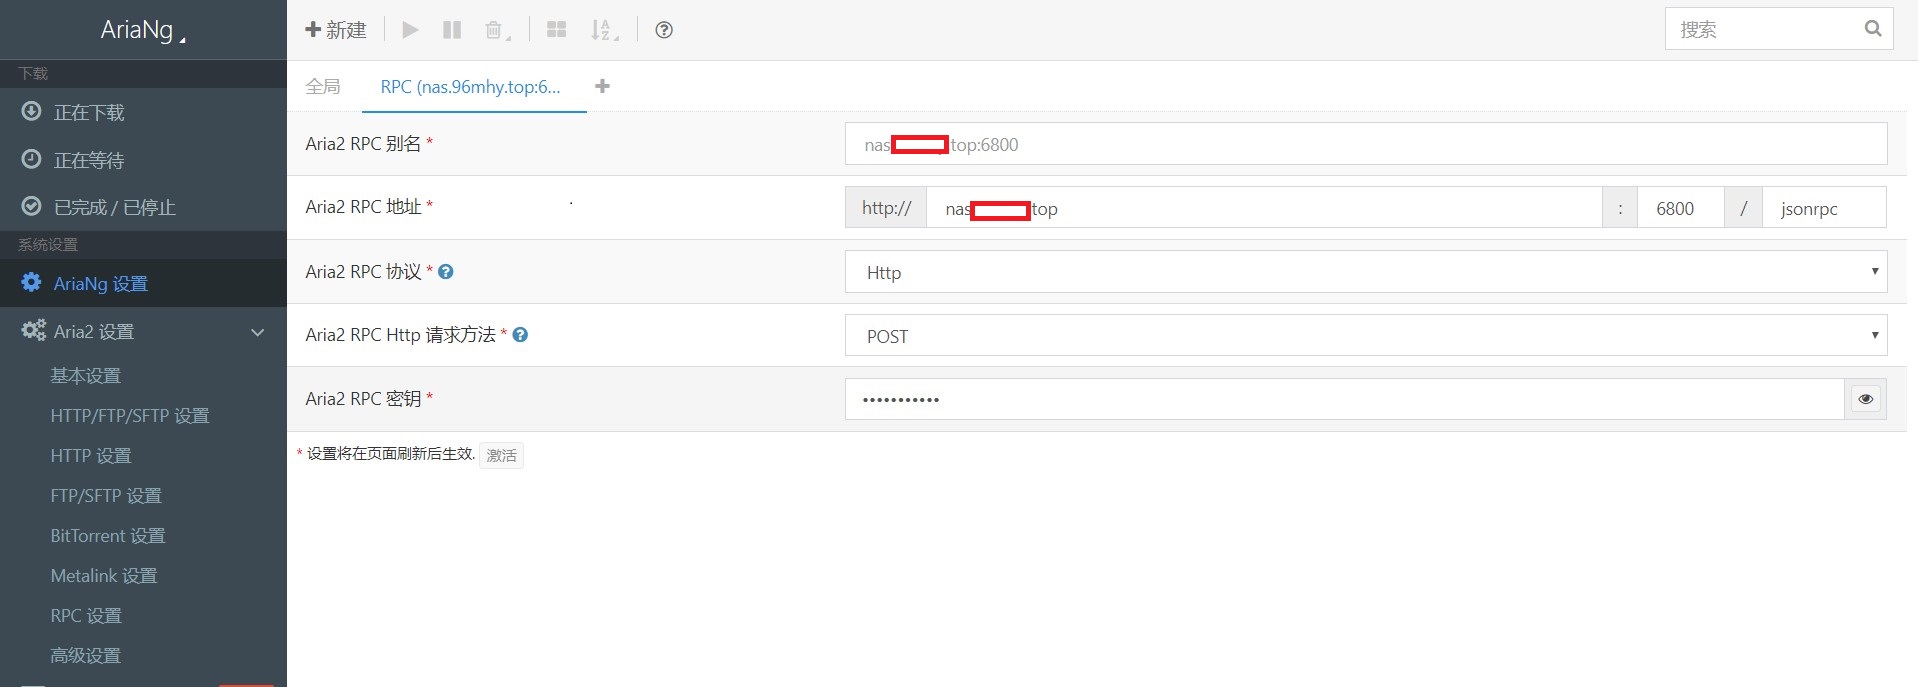 AriaNg
新建
搜索
下载
正在下载
正在等待
已完成 / 已停止
系统设置
AriaNg 设置
Aria2 设置
基本设置
HTTP/FTP/SFTP 设置
HTTP 设置
FTP/SFTP 设置
BitTorrent 设置
Metalink 设置
RPC 设置
高级设置
全局 RPC (nas.96mhy.top:6...
Aria2 RPC 别名 * nas top:6800
Aria2 RPC 地址 * http:// nas top : 6800 / jsonrpc
Aria2 RPC 协议 * Http
Aria2 RPC Http 请求方法 * POST
Aria2 RPC 密钥 * •••••••••••
* 设置将在页面刷新后生效. 激活